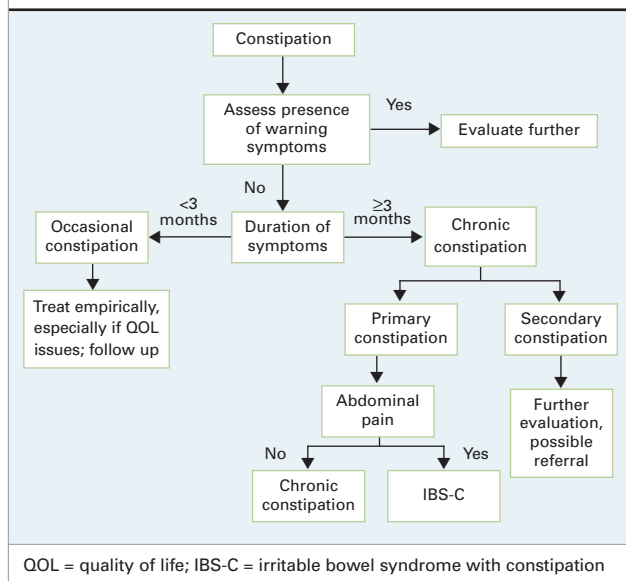 Constipation
Assess presence
of warning
symptoms
Yes
Evaluate further
No
<3
months
Occasional
constipation
Duration of
symptoms
≥3
months
Chronic
constipation
Treat empirically,
especially if QOL
issues; follow up
Primary
constipation
Secondary
constipation
Abdominal
pain
Further
evaluation,
possible
referral
No
Yes
Chronic
constipation
IBS-C
QOL = quality of life; IBS-C = irritable bowel syndrome with constipation